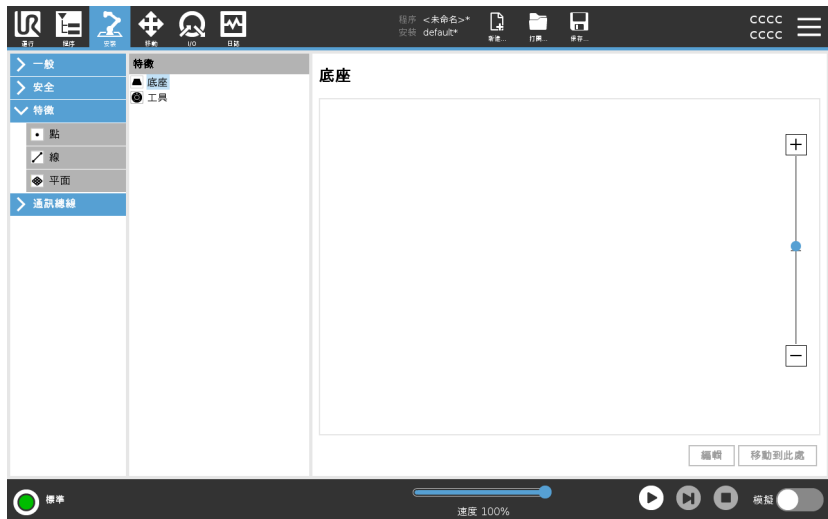 UR
運行
程序
安裝
移動
I/O
日誌
程序 <未命名>*
安裝 default*
新建...
打開...
保存...
cccc
cccc
一般
安全
特徵
點
線
平面
通訊總線
特徵
底座
工具
底座
編輯
移動到此處
標準
速度 100%
模擬